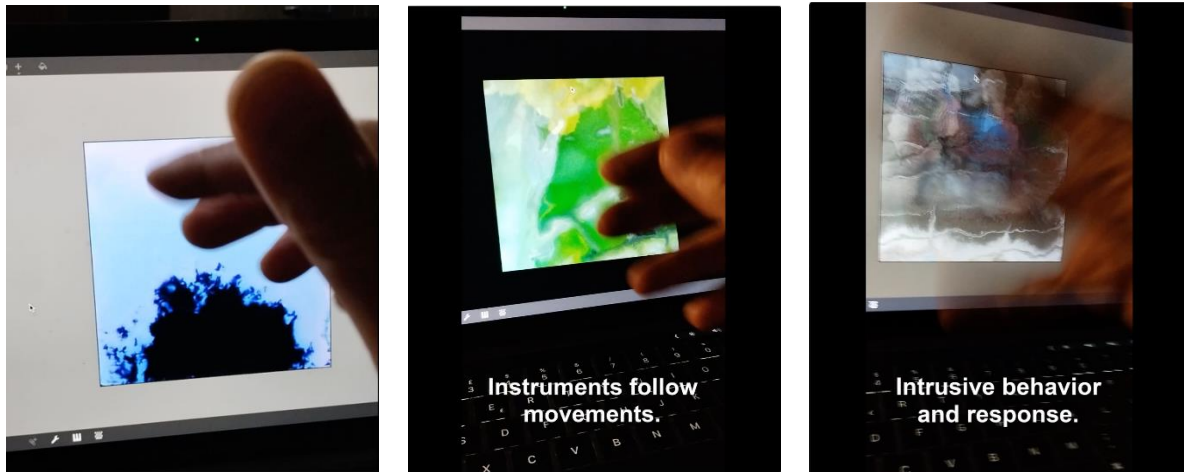 Instruments follow
movements.
X C V B N M
Intrusive behavior
and response.